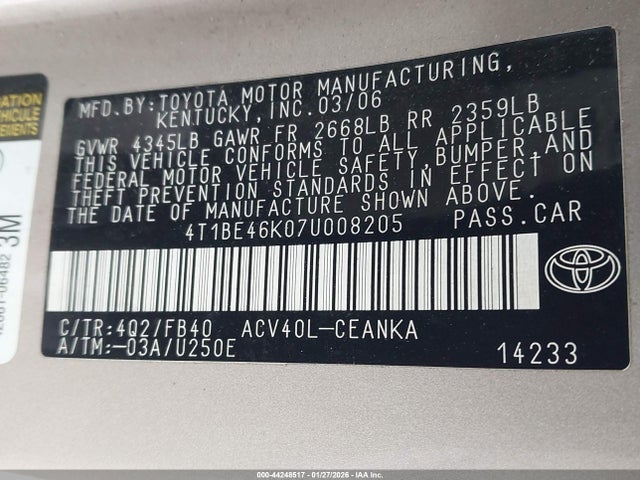 MFD.BY:TOYOTA MOTOR MANUFACTURING,
KENTUCKY,INC.03/06
GVWR 4345LB GAWR FR 2668LB RR 2359LB
THIS VEHICLE CONFORMS TO ALL APPLICABLE
FEDERAL MOTOR VEHICLE SAFETY,BUMPER,AND
THEFT PREVENTION STANDARDS IN EFFECT ON
THE DATE OF MANUFACTURE SHOWN ABOVE.
4T1BE46K07U008205 PASS.CAR
C/TR:4Q2/FB40 ACV40L-CEANKA
A/TM:-03A/U250E 14233
3M
000-44248517 - 01/27/2026 - IAA Inc.